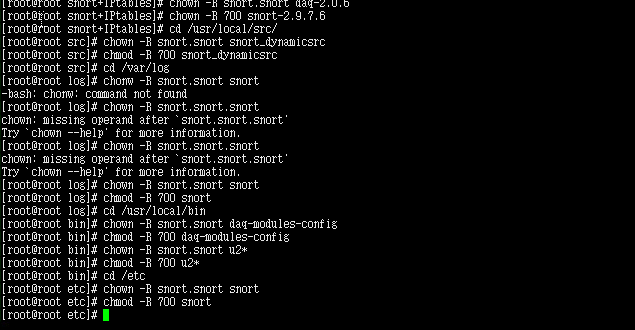 [root@root snort+IPtables]# chown -R snort.snort daq-2.0.6
[root@root snort+IPtables]# chown -R 700 snort-2.9.7.6
[root@root snort+IPtables]# cd /usr/local/src/
[root@root src]# chown -R snort.snort snort_dynamicsrc
[root@root src]# chmod -R 700 snort_dynamicsrc
[root@root src]# cd /var/log
[root@root log]# chonw -R snort.snort snort
-bash: chonw: command not found
[root@root log]# chown -R snort.snort.snort
chown: missing operand after `snort.snort.snort'
Try `chown --help' for more information.
[root@root log]# chown -R snort.snort.snort
chown: missing operand after `snort.snort.snort'
Try `chown --help' for more information.
[root@root log]# chown -R snort.snort snort
[root@root log]# chmod -R 700 snort
[root@root log]# cd /usr/local/bin
[root@root bin]# chown -R snort.snort daq-modules-config
[root@root bin]# chmod -R 700 daq-modules-config
[root@root bin]# chown -R snort.snort u2*
[root@root bin]# chmod -R 700 u2*
[root@root bin]# cd /etc
[root@root etc]# chown -R snort.snort snort
[root@root etc]# chmod -R 700 snort
[root@root etc]#